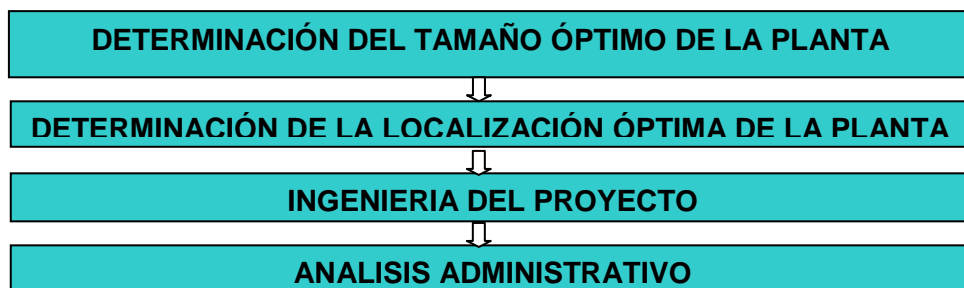 DETERMINACIÓN DEL TAMAÑO ÓPTIMO DE LA PLANTA
DETERMINACIÓN DE LA LOCALIZACIÓN ÓPTIMA DE LA PLANTA
INGENIERIA DEL PROYECTO
ANALISIS ADMINISTRATIVO